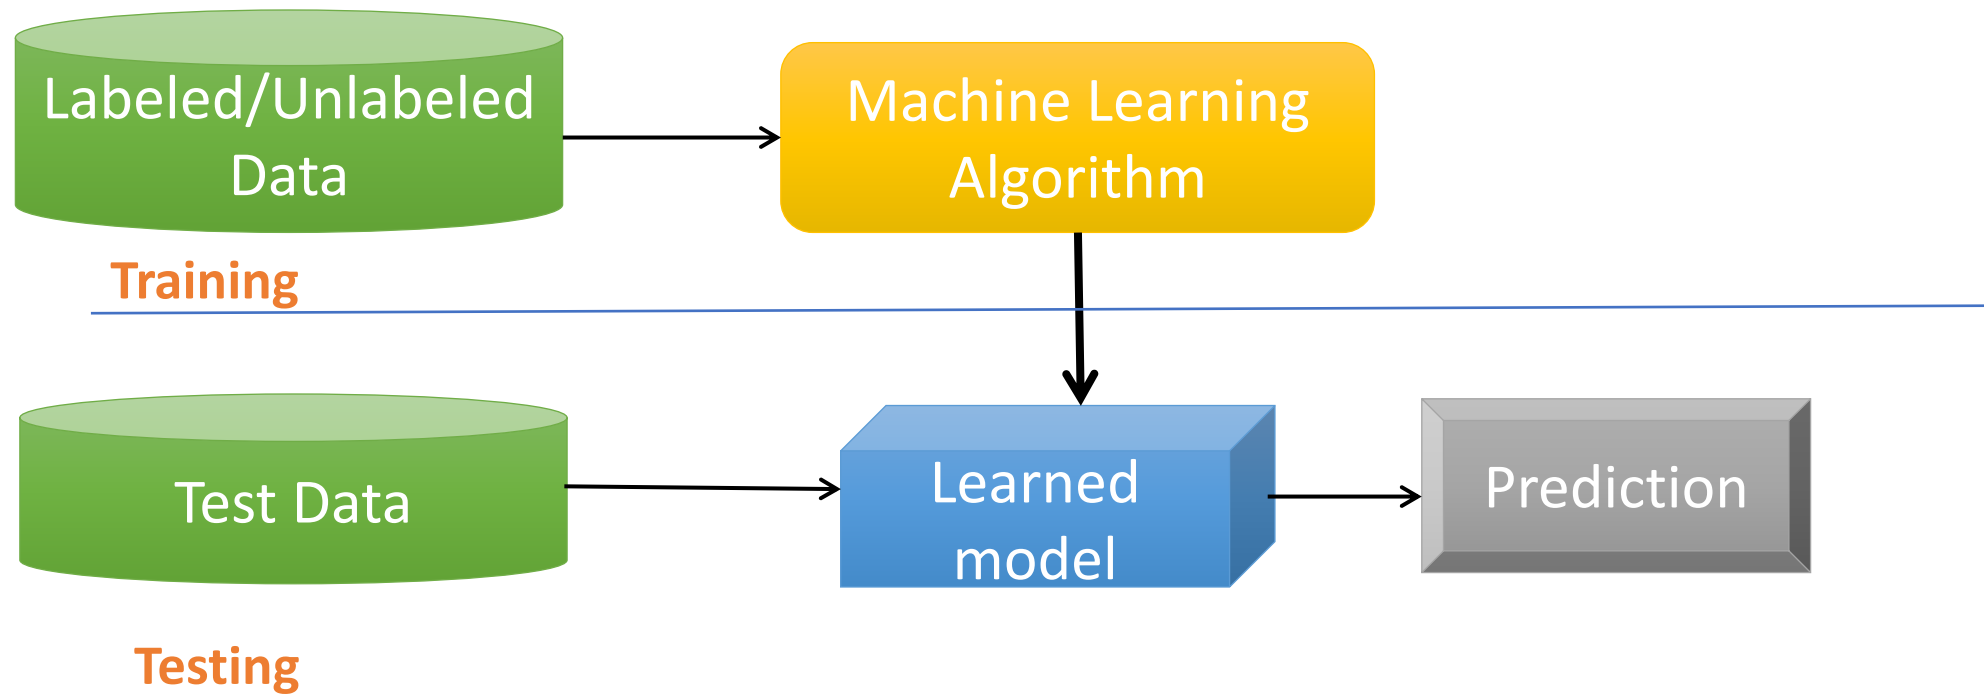 Labeled/Unlabeled
Data
Machine Learning
Algorithm
Training
Test Data
Learned
model
Prediction
Testing